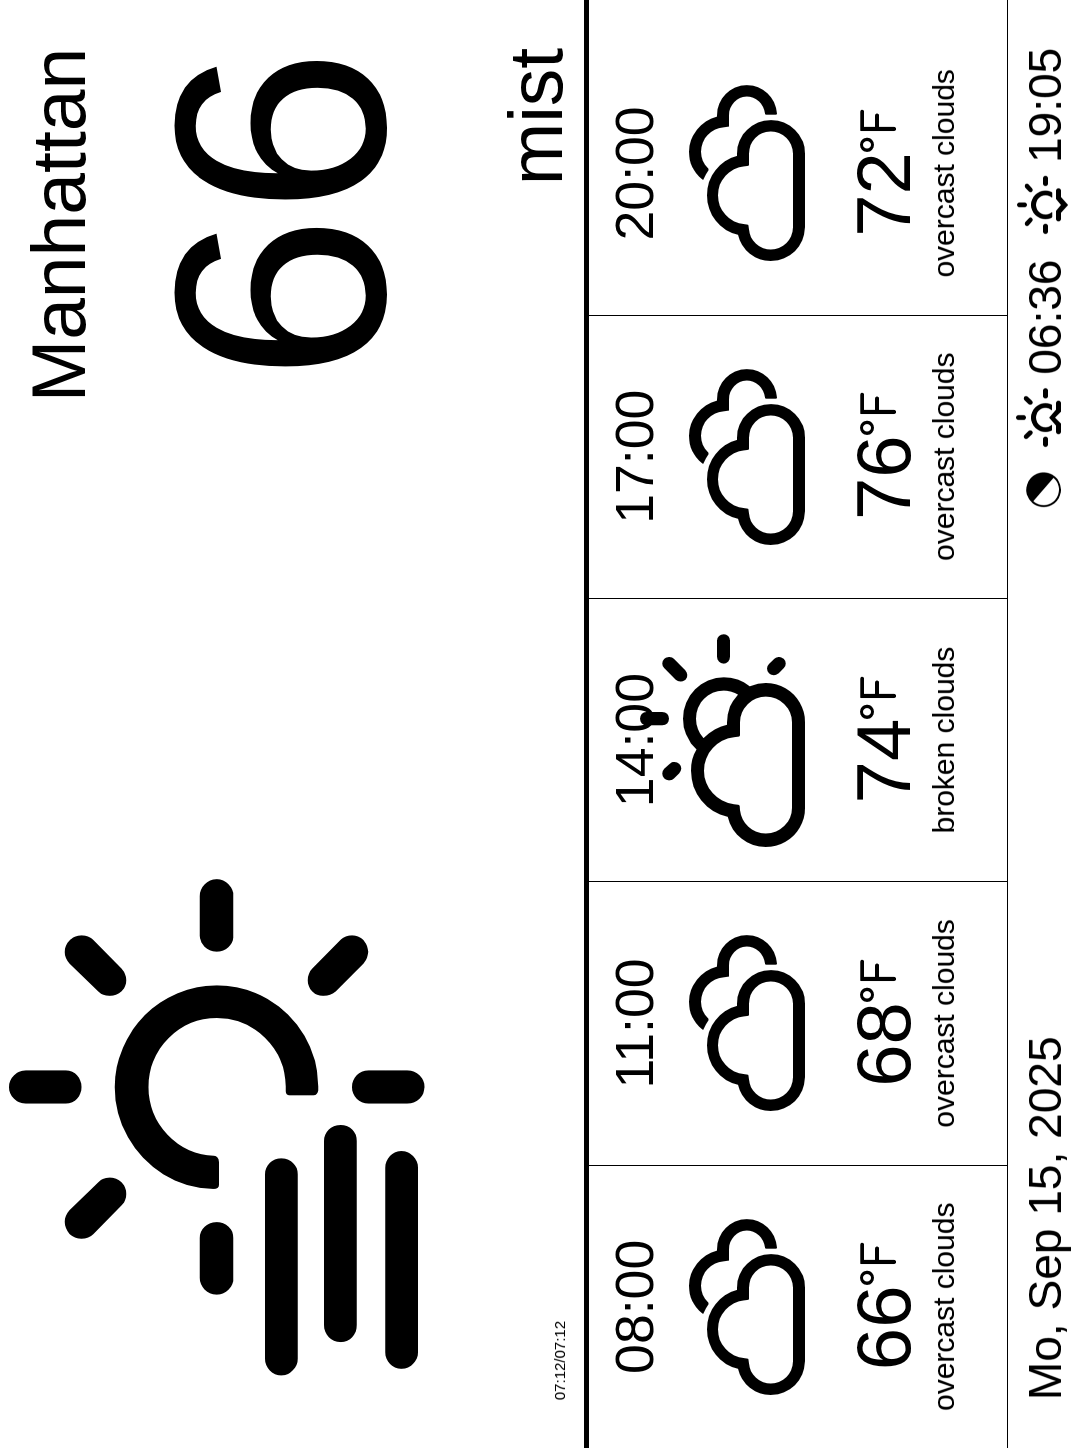 Manhattan
66
mist
07:12/07:12
08:00 11:00 14:00 17:00 20:00
66°F 68°F 74°F 76°F 72°F
overcast clouds overcast clouds broken clouds overcast clouds overcast clouds
Mo, Sep 15, 2025 06:36 19:05